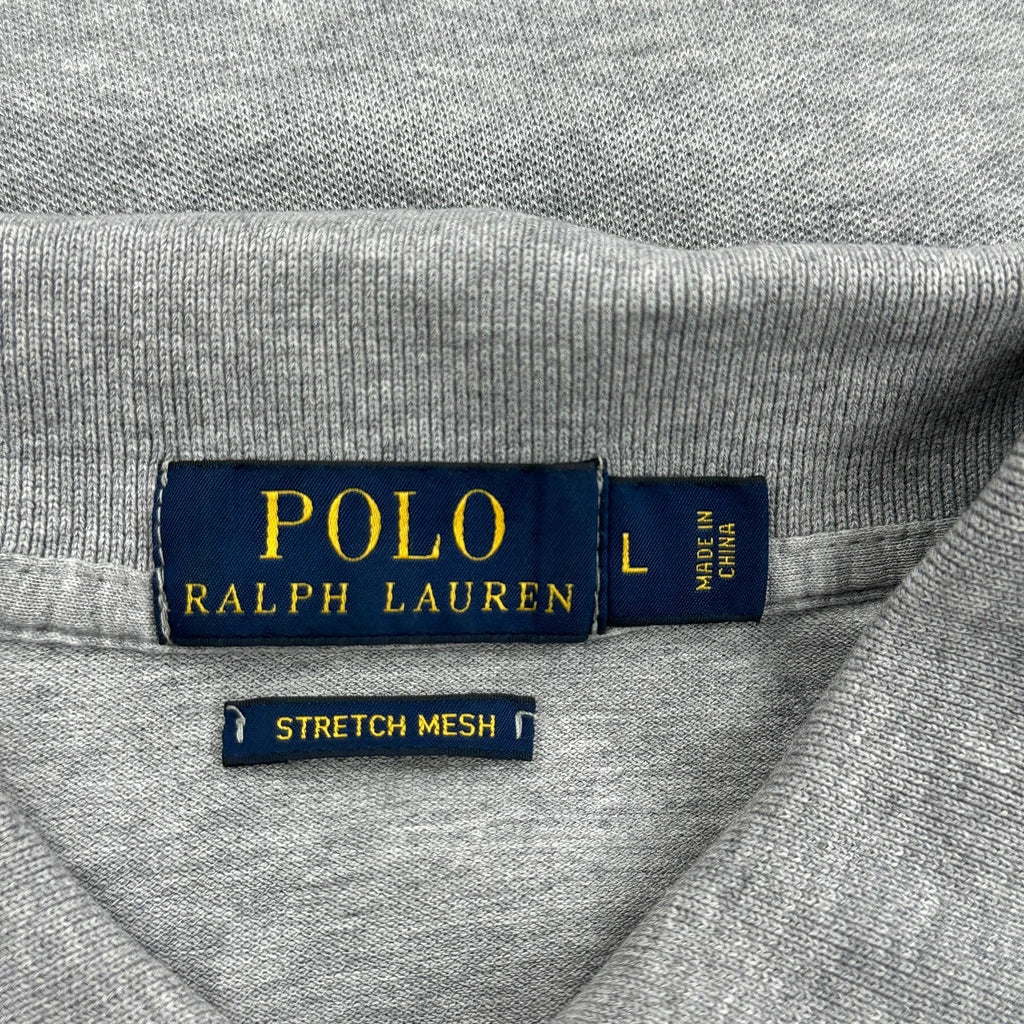 POLO
RALPH LAUREN
L
MADE IN
CHINA
STRETCH MESH